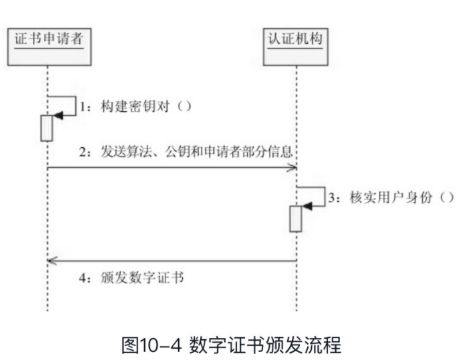 证书申请者
认证机构
1：构建密钥对（）
2：发送算法、公钥和申请者部分信息
3：核实用户身份（）
4：颁发数字证书
图10-4 数字证书颁发流程